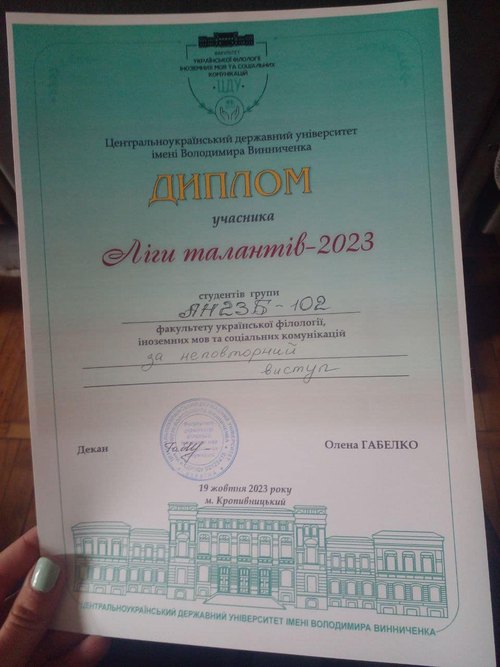 ФАКУЛЬТЕТ
УКРАЇНСЬКОЇ ФІЛОЛОГІЇ
ІНОЗЕМНИХ МОВ ТА СОЦІАЛЬНИХ
КОМУНІКАЦІЙ
ЦДУ
Центральноукраїнський державний університет
імені Володимира Винниченка
ДИПЛОМ
учасника
Ліги талантів-2023
студентів групи
АН23Б-102
факультету української філології,
іноземних мов та соціальних комунікацій
за неповторний
виступ
Декан
Олена ГАБЕЛКО
19 жовтня 2023 року
м. Кропивницький
ЦЕНТРАЛЬНОУКРАЇНСЬКИЙ ДЕРЖАВНИЙ УНІВЕРСИТЕТ ІМЕНІ ВОЛОДИМИРА ВИННИЧЕНКА